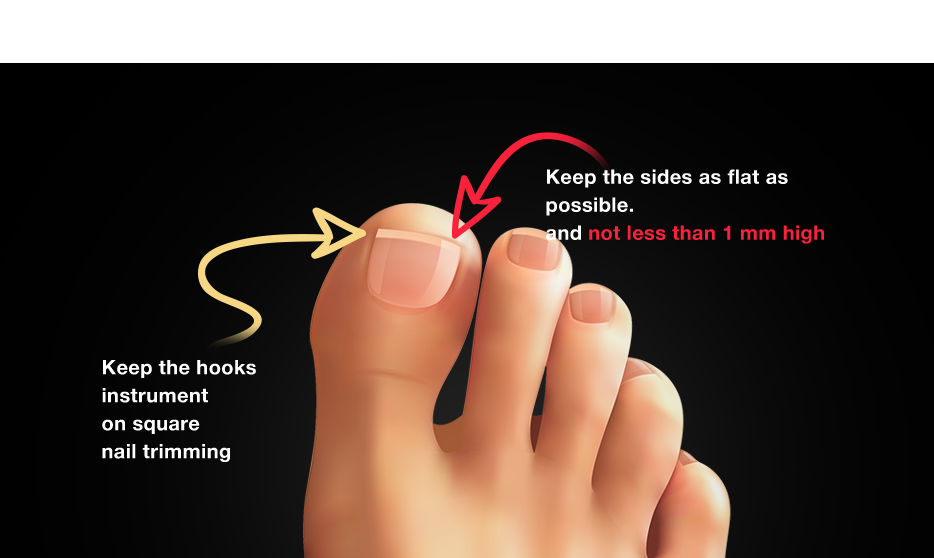 Keep the sides as flat as
possible.
and not less than 1 mm high
Keep the hooks
instrument
on square
nail trimming